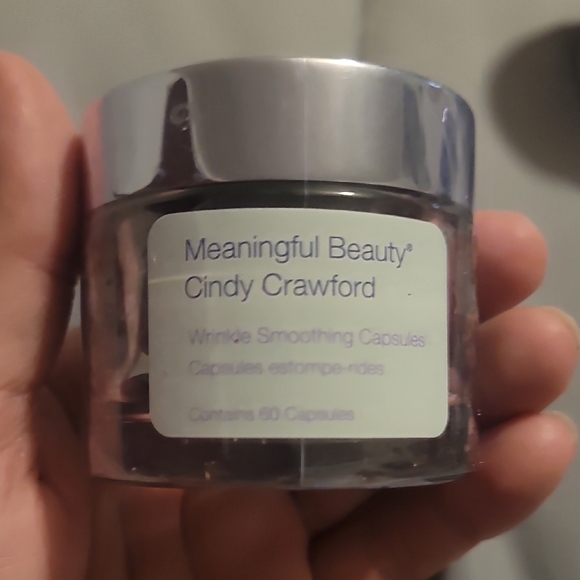 Meaningful Beauty®
Cindy Crawford
Wrinkle Smoothing Capsules
Capsules estompe-rides
Contains 60 Capsules